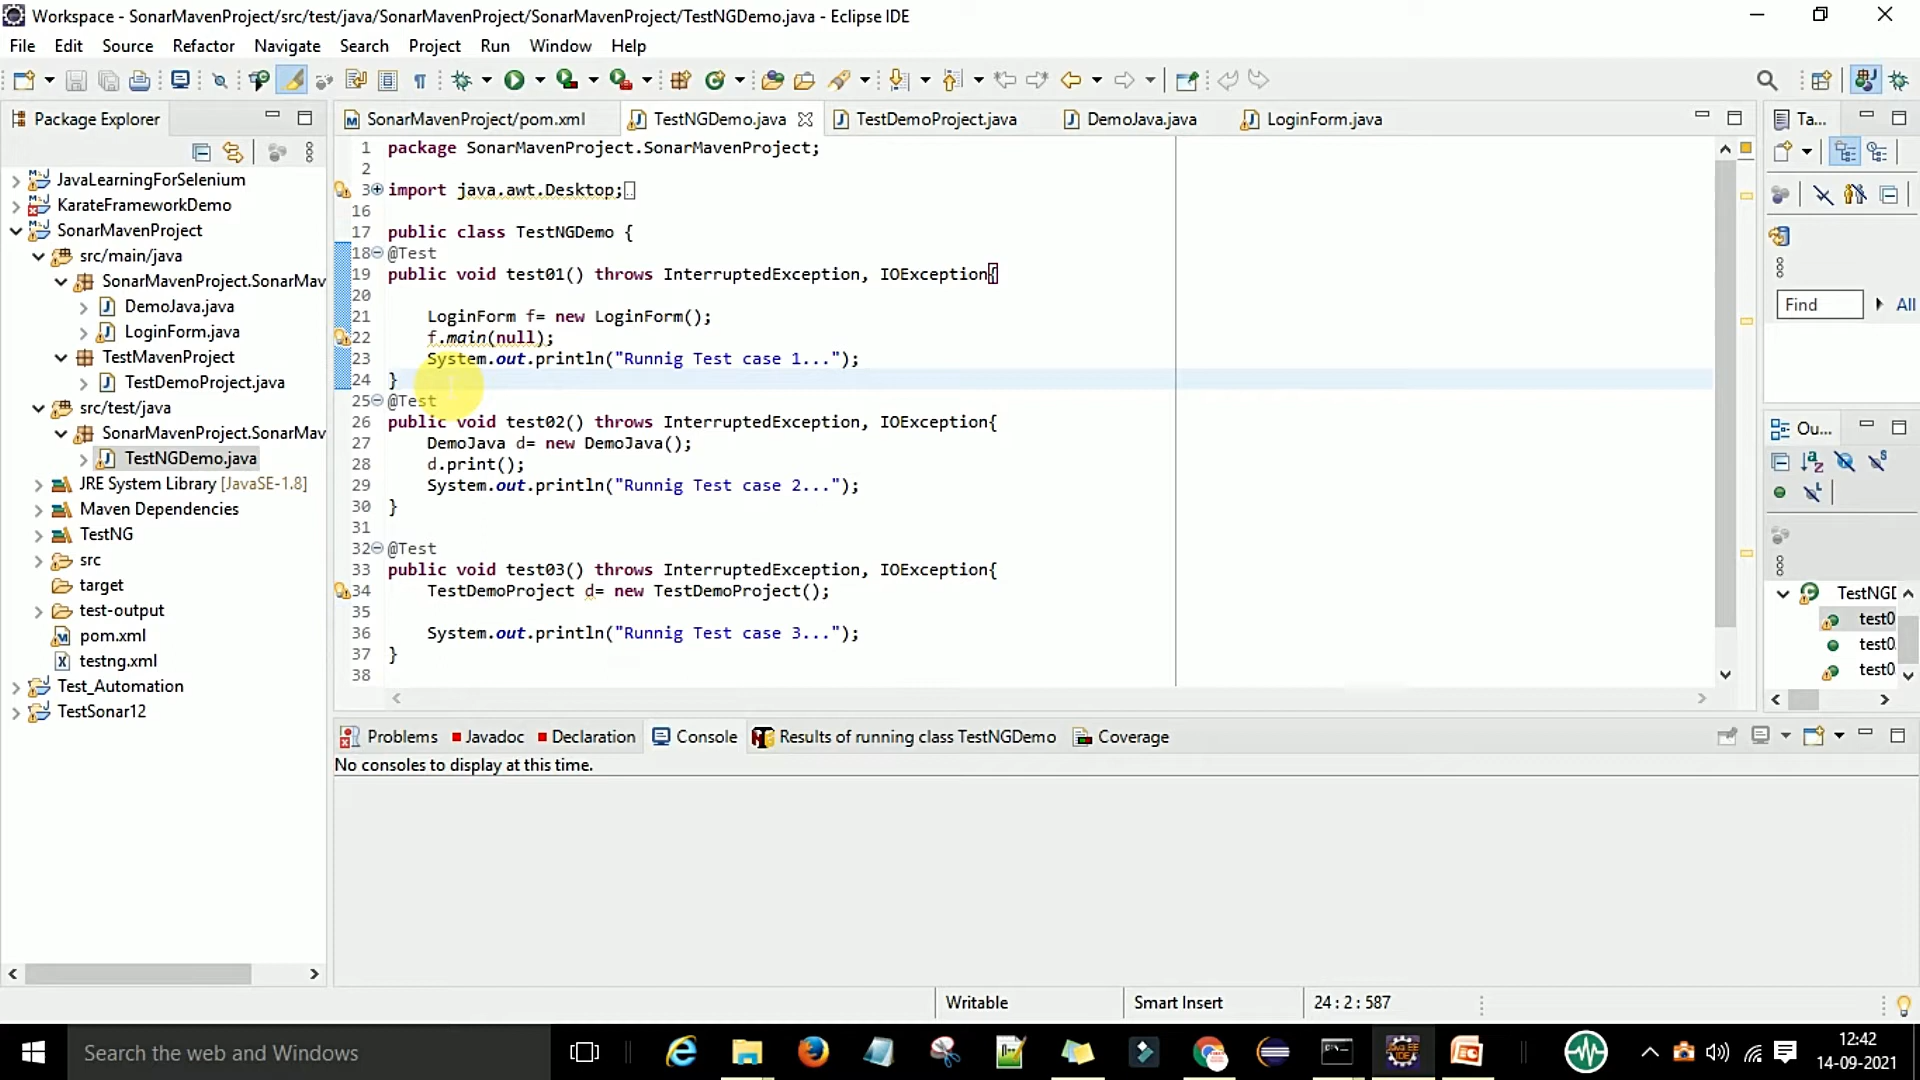 Workspace - SonarMavenProject/src/test/java/SonarMavenProject/SonarMavenProject/TestNGDemo.java - Eclipse IDE
File Edit Source Refactor Navigate Search Project Run Window Help
Package Explorer
JavaLearningForSelenium
KarateFrameworkDemo
SonarMavenProject
src/main/java
SonarMavenProject.SonarMav
DemoJava.java
LoginForm.java
TestMavenProject
TestDemoProject.java
src/test/java
SonarMavenProject.SonarMav
TestNGDemo.java
JRE System Library [JavaSE-1.8]
Maven Dependencies
TestNG
src
target
test-output
pom.xml
testng.xml
Test_Automation
TestSonar12
SonarMavenProject/pom.xml TestNGDemo.java TestDemoProject.java DemoJava.java LoginForm.java
1 package SonarMavenProject.SonarMavenProject;
2
3 import java.awt.Desktop;
16
17 public class TestNGDemo {
18 @Test
19 public void test01() throws InterruptedException, IOException{
20
21 LoginForm f= new LoginForm();
22 f.main(null);
23 System.out.println("Runnig Test case 1...");
24 }
25 @Test
26 public void test02() throws InterruptedException, IOException{
27 DemoJava d= new DemoJava();
28 d.print();
29 System.out.println("Runnig Test case 2...");
30 }
31
32 @Test
33 public void test03() throws InterruptedException, IOException{
34 TestDemoProject d= new TestDemoProject();
35
36 System.out.println("Runnig Test case 3...");
37 }
38
Ta...
Find All
Ou...
TestNGD
test0
test0
test0
Problems Javadoc Declaration Console Results of running class TestNGDemo Coverage
No consoles to display at this time.
Writable Smart Insert 24 : 2 : 587
Search the web and Windows
12:42
14-09-2021